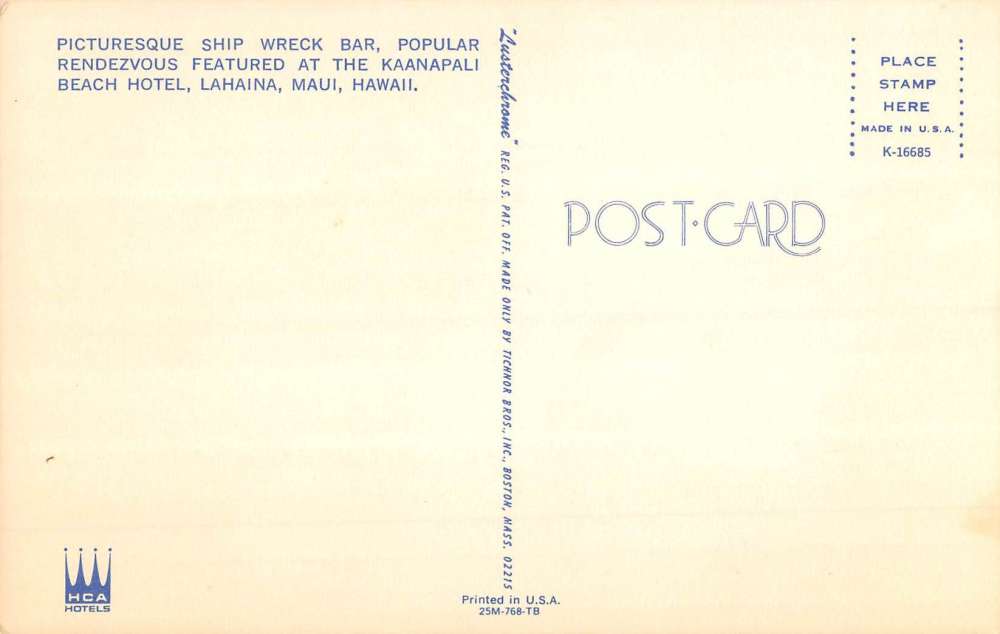 PICTURESQUE SHIP WRECK BAR, POPULAR
RENDEZVOUS FEATURED AT THE KAANAPALI
BEACH HOTEL, LAHAINA, MAUI, HAWAII.
"Lusterchrome" REG. U.S. PAT. OFF. MADE ONLY BY TICHNOR BROS., INC., BOSTON, MASS. 02215
PLACE
STAMP
HERE
MADE IN U.S.A.
K-16685
POST·CARD
HCA
HOTELS
Printed in U.S.A.
25M-768-TB